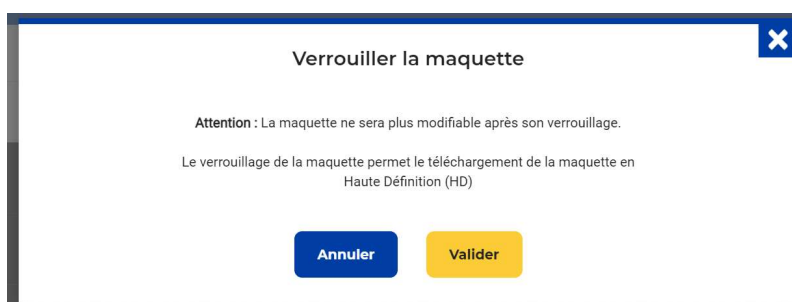 Verrouiller la maquette
Attention : La maquette ne sera plus modifiable après son verrouillage.
Le verrouillage de la maquette permet le téléchargement de la maquette en
Haute Définition (HD)
Annuler
Valider